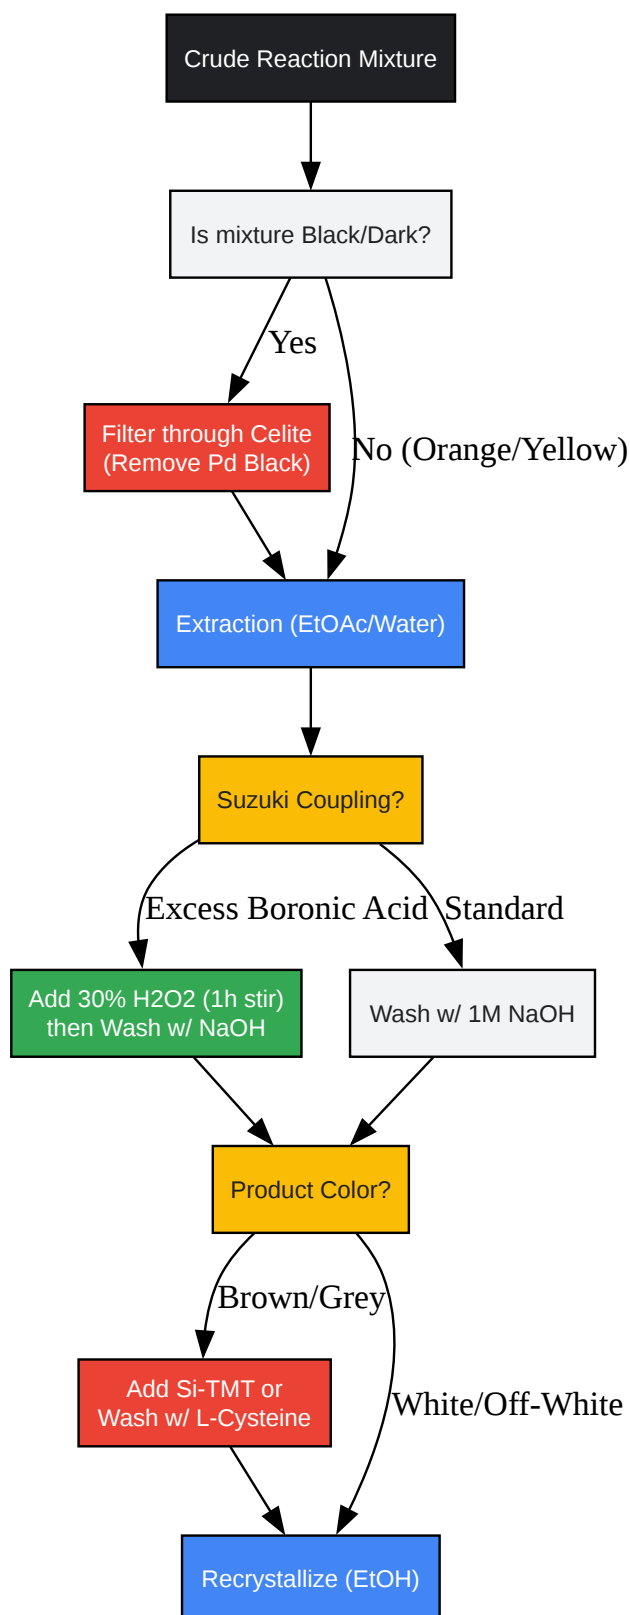 Crude Reaction Mixture
Is mixture Black/Dark?
Yes
Filter through Celite
(Remove Pd Black)
No (Orange/Yellow)
Extraction (EtOAc/Water)
Suzuki Coupling?
Excess Boronic Acid
Standard
Add 30% H2O2 (1h stir)
then Wash w/ NaOH
Wash w/ 1M NaOH
Product Color?
Brown/Grey
Add Si-TMT or
Wash w/ L-Cysteine
White/Off-White
Recrystallize (EtOH)